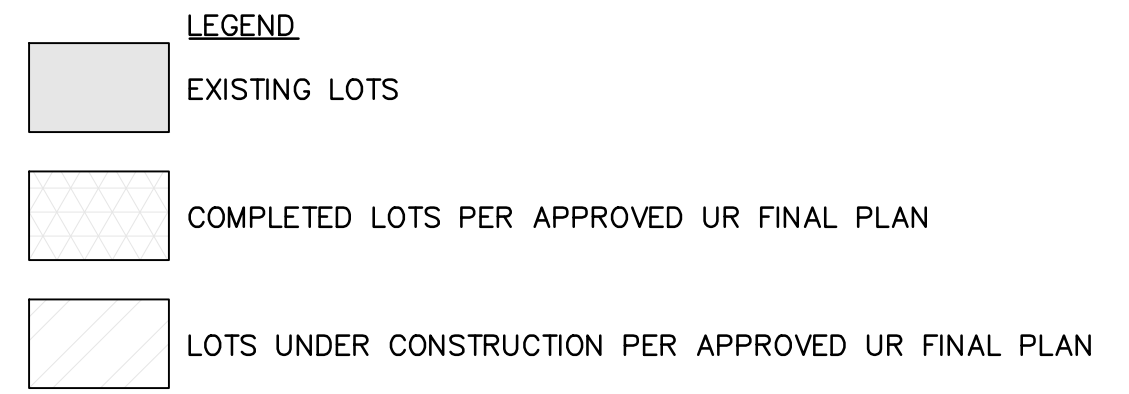 LEGEND
EXISTING LOTS
COMPLETED LOTS PER APPROVED UR FINAL PLAN
LOTS UNDER CONSTRUCTION PER APPROVED UR FINAL PLAN